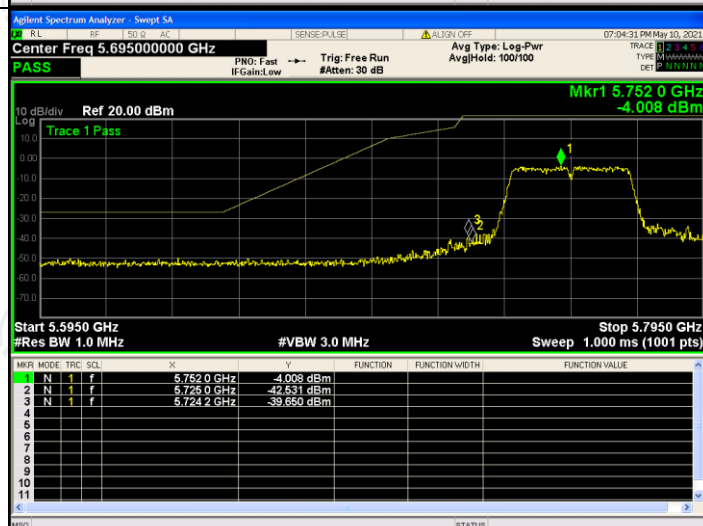 Agilent Spectrum Analyzer - Swept SA
RL RF 50 Ω AC SENSE:PULSE ALIGN OFF 07:04:31 PM May 10, 2021
Center Freq 5.695000000 GHz Avg Type: Log-Pwr TRACE 1 2 3 4 5 6
PNO: Fast Trig: Free Run Avg|Hold: 100/100 TYPE M
PASS IFGain:Low #Atten: 30 dB DET P N N N N N
Mkr1 5.752 0 GHz
10 dB/div Ref 20.00 dBm -4.008 dBm
Log
Trace 1 Pass
10.0
0.00
-10.0
-20.0
-30.0
-40.0
-50.0
-60.0
-70.0
1
3
2
Start 5.5950 GHz Stop 5.7950 GHz
#Res BW 1.0 MHz #VBW 3.0 MHz Sweep 1.000 ms (1001 pts)
MKR MODE TRC SCL X Y FUNCTION FUNCTION WIDTH FUNCTION VALUE
1 N 1 f 5.752 0 GHz -4.008 dBm
2 N 1 f 5.725 0 GHz -42.531 dBm
3 N 1 f 5.724 2 GHz -39.650 dBm
4
5
6
7
8
9
10
11
MSG STATUS